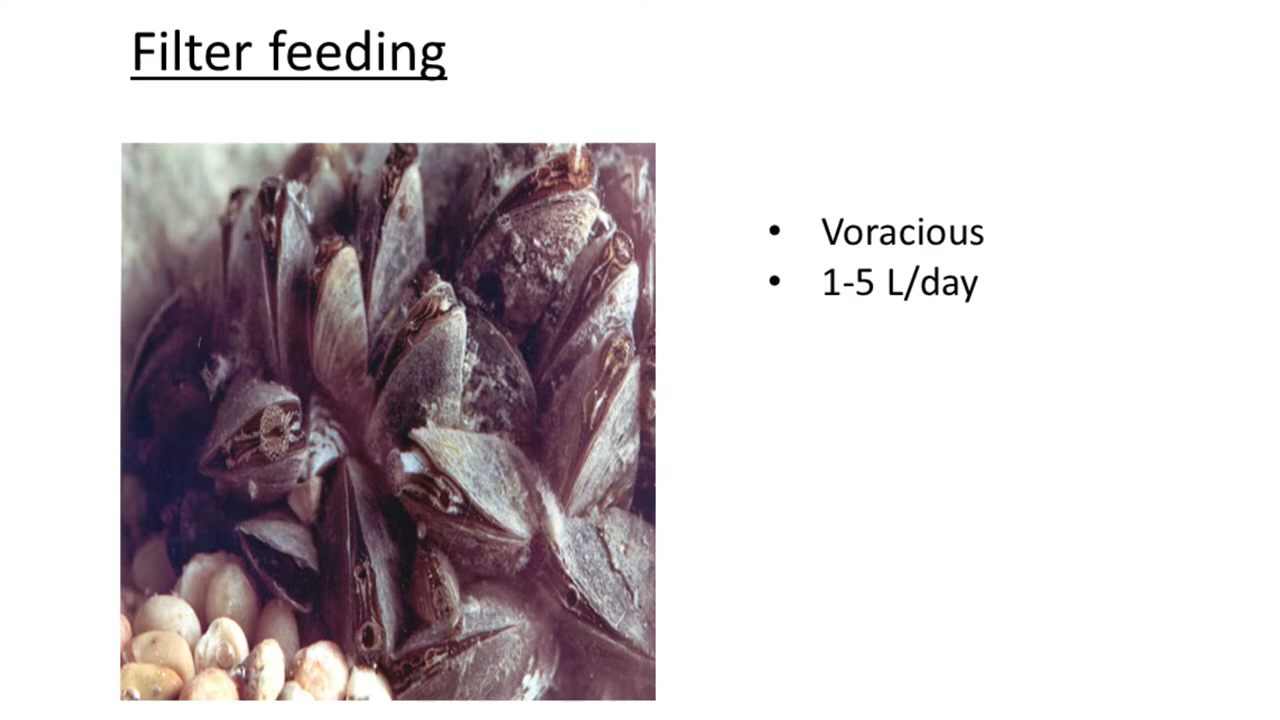 Filter feeding
• Voracious
• 1-5 L/day